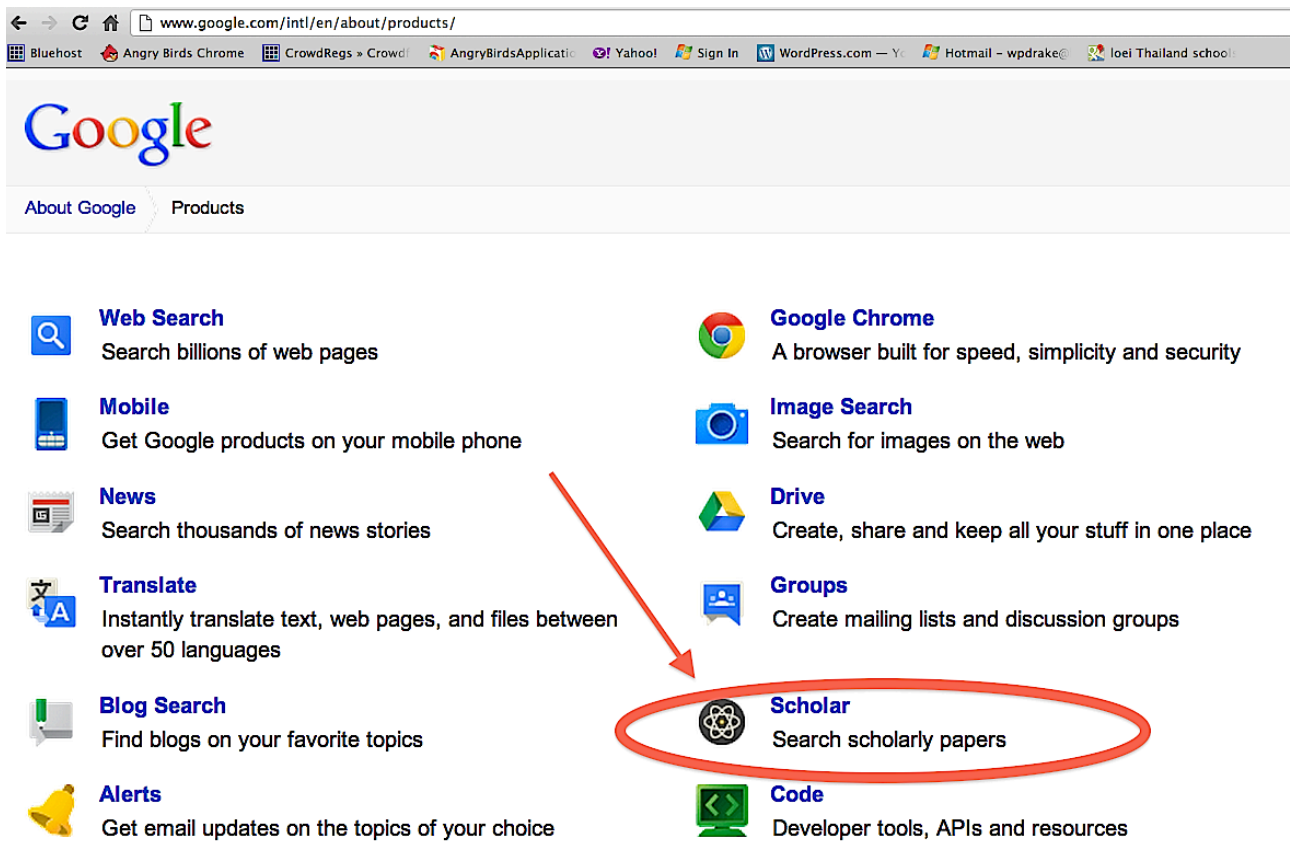 www.google.com/intl/en/about/products/
Bluehost Angry Birds Chrome CrowdRegs » Crowdf AngryBirdsApplicatio Yahoo! Sign In WordPress.com — Yo Hotmail – wpdrake@ loei Thailand schools
Google
About Google Products
Web Search
Search billions of web pages
Google Chrome
A browser built for speed, simplicity and security
Mobile
Get Google products on your mobile phone
Image Search
Search for images on the web
News
Search thousands of news stories
Drive
Create, share and keep all your stuff in one place
Translate
Instantly translate text, web pages, and files between
over 50 languages
Groups
Create mailing lists and discussion groups
Blog Search
Find blogs on your favorite topics
Scholar
Search scholarly papers
Alerts
Get email updates on the topics of your choice
Code
Developer tools, APIs and resources